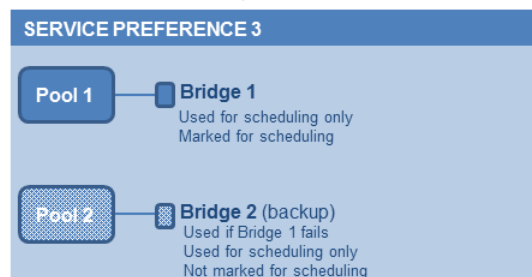 SERVICE PREFERENCE 3
Pool 1
Bridge 1
Used for scheduling only
Marked for scheduling
Pool 2
Bridge 2 (backup)
Used if Bridge 1 fails
Used for scheduling only
Not marked for scheduling